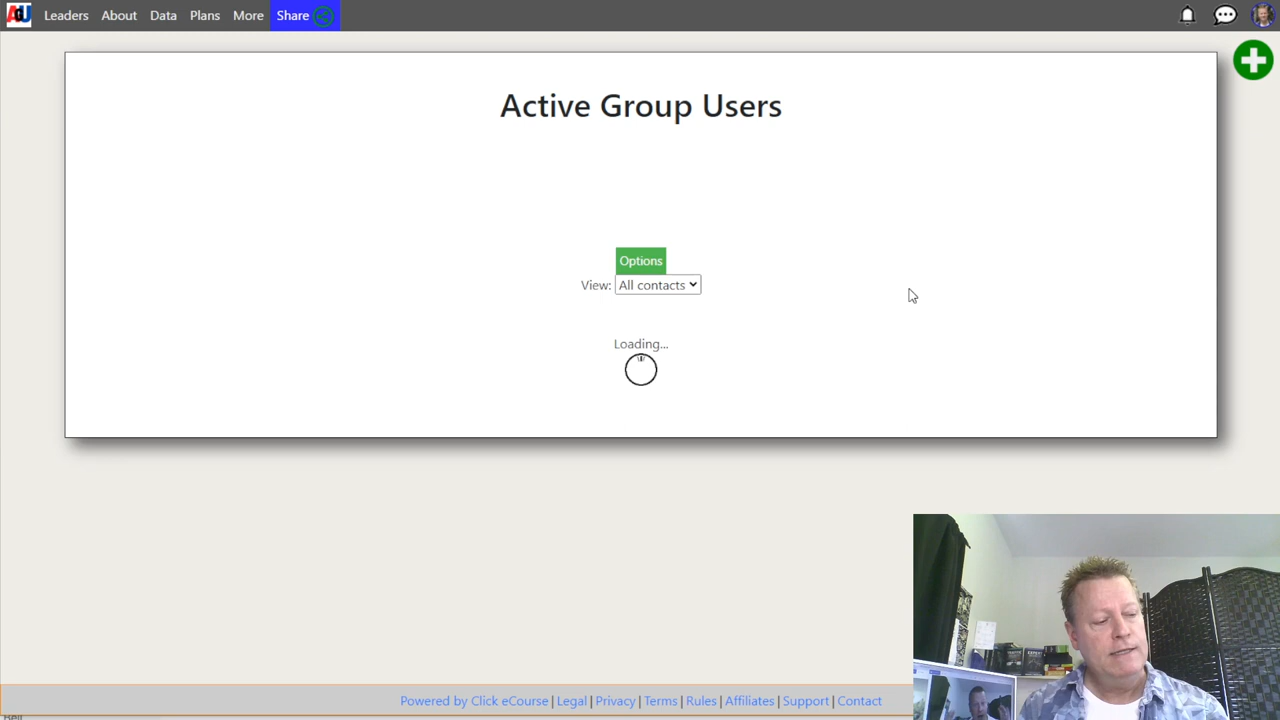 AtU Leaders About Data Plans More Share
Active Group Users
Options
View: All contacts
Loading...
Powered by Click eCourse | Legal | Privacy | Terms | Rules | Affiliates | Support | Contact